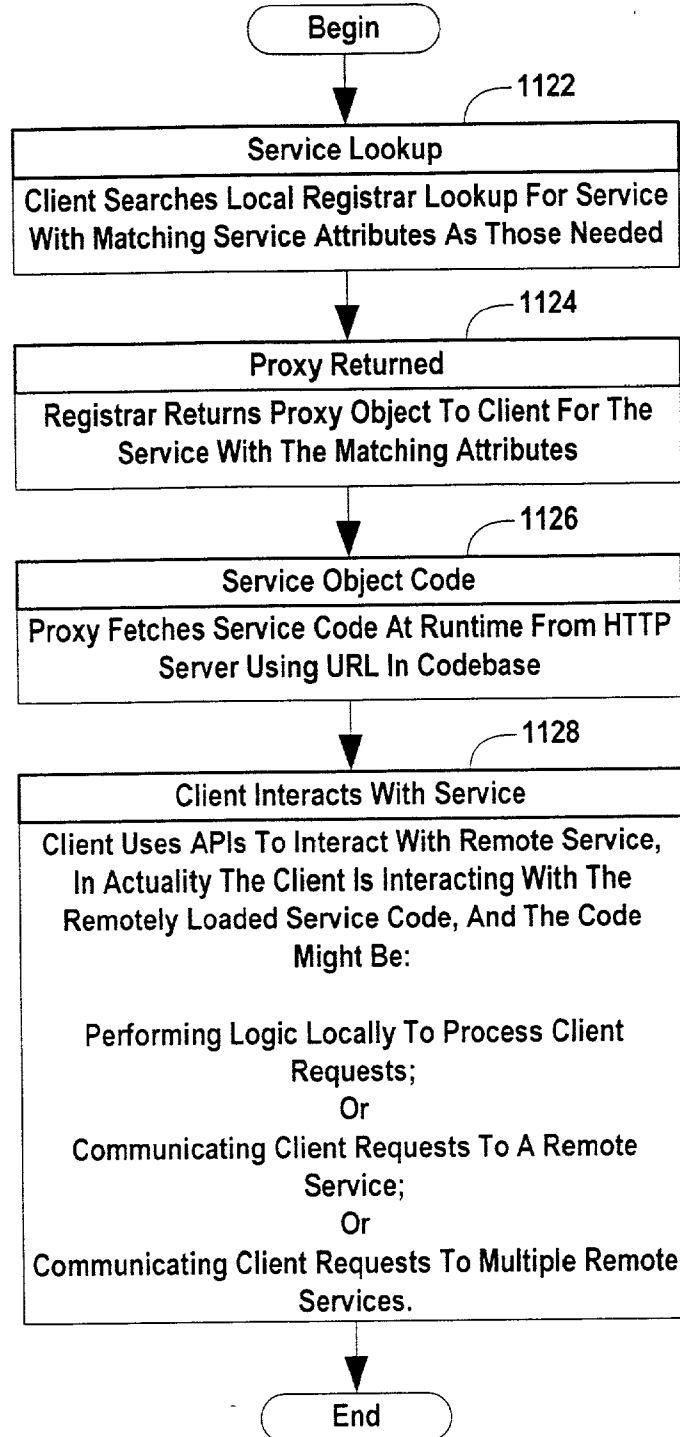 Begin
1122
Service Lookup
Client Searches Local Registrar Lookup For Service
With Matching Service Attributes As Those Needed
1124
Proxy Returned
Registrar Returns Proxy Object To Client For The
Service With The Matching Attributes
1126
Service Object Code
Proxy Fetches Service Code At Runtime From HTTP
Server Using URL In Codebase
1128
Client Interacts With Service
Client Uses APIs To Interact With Remote Service,
In Actuality The Client Is Interacting With The
Remotely Loaded Service Code, And The Code
Might Be:
Performing Logic Locally To Process Client
Requests;
Or
Communicating Client Requests To A Remote
Service;
Or
Communicating Client Requests To Multiple Remote
Services.
End